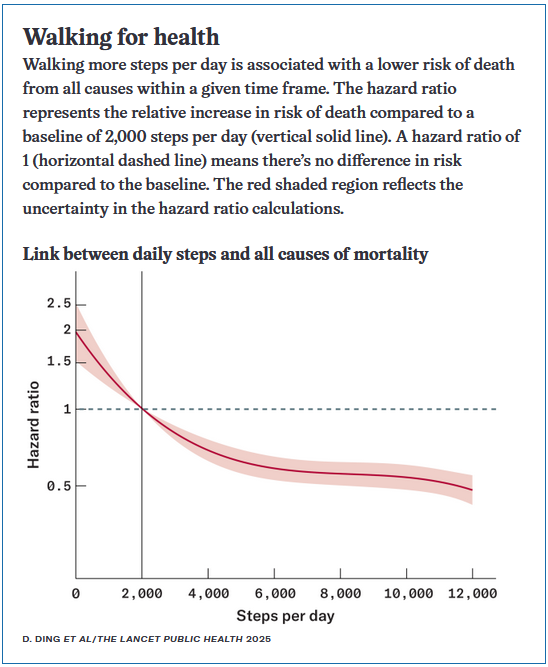 Walking for health
Walking more steps per day is associated with a lower risk of death
from all causes within a given time frame. The hazard ratio
represents the relative increase in risk of death compared to a
baseline of 2,000 steps per day (vertical solid line). A hazard ratio of
1 (horizontal dashed line) means there’s no difference in risk
compared to the baseline. The red shaded region reflects the
uncertainty in the hazard ratio calculations.
Link between daily steps and all causes of mortality
2.5
2
1.5
1
0.5
Hazard ratio
0 2,000 4,000 6,000 8,000 10,000 12,000
Steps per day
D. DING ET AL/THE LANCET PUBLIC HEALTH 2025